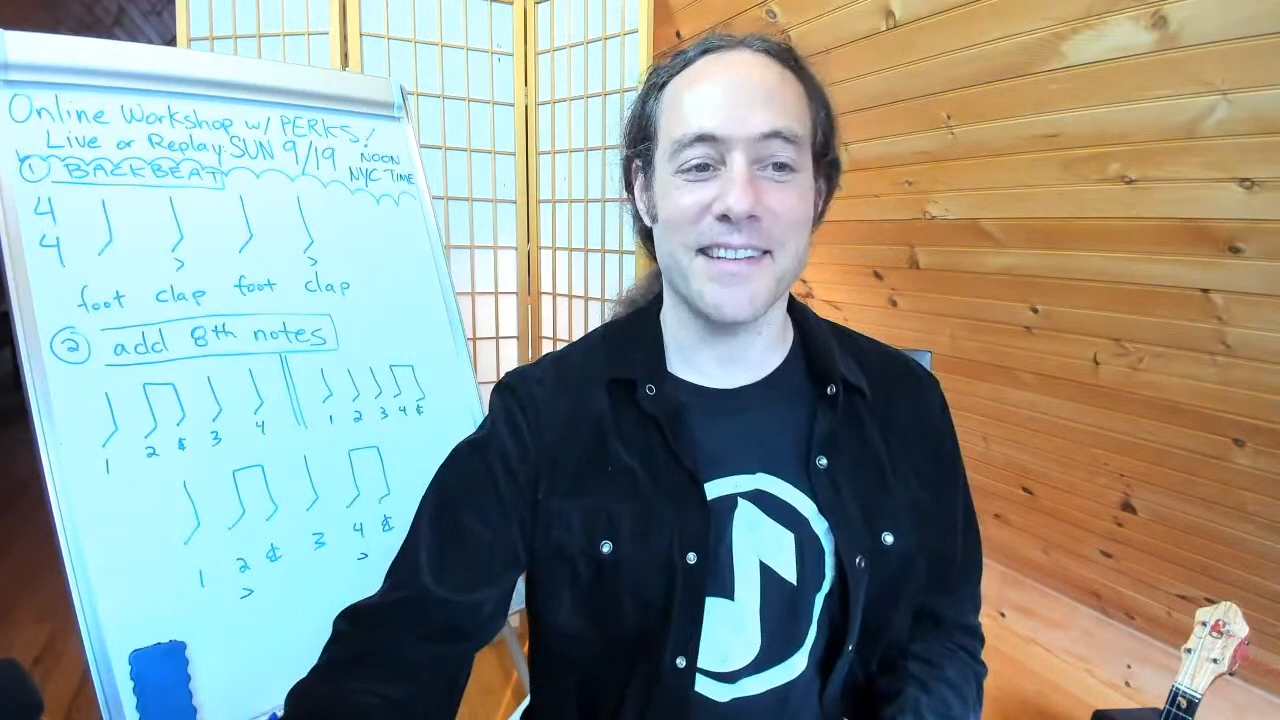 Online Workshop w/ PERKS!
Live or Replay: SUN 9/19 NOON NYC TIME
① BACKBEAT
4
4
>
>
foot clap foot clap
② add 8th notes
1 2 & 3 4 1 2 3 4 &
1 2 & 3 4 &
> >